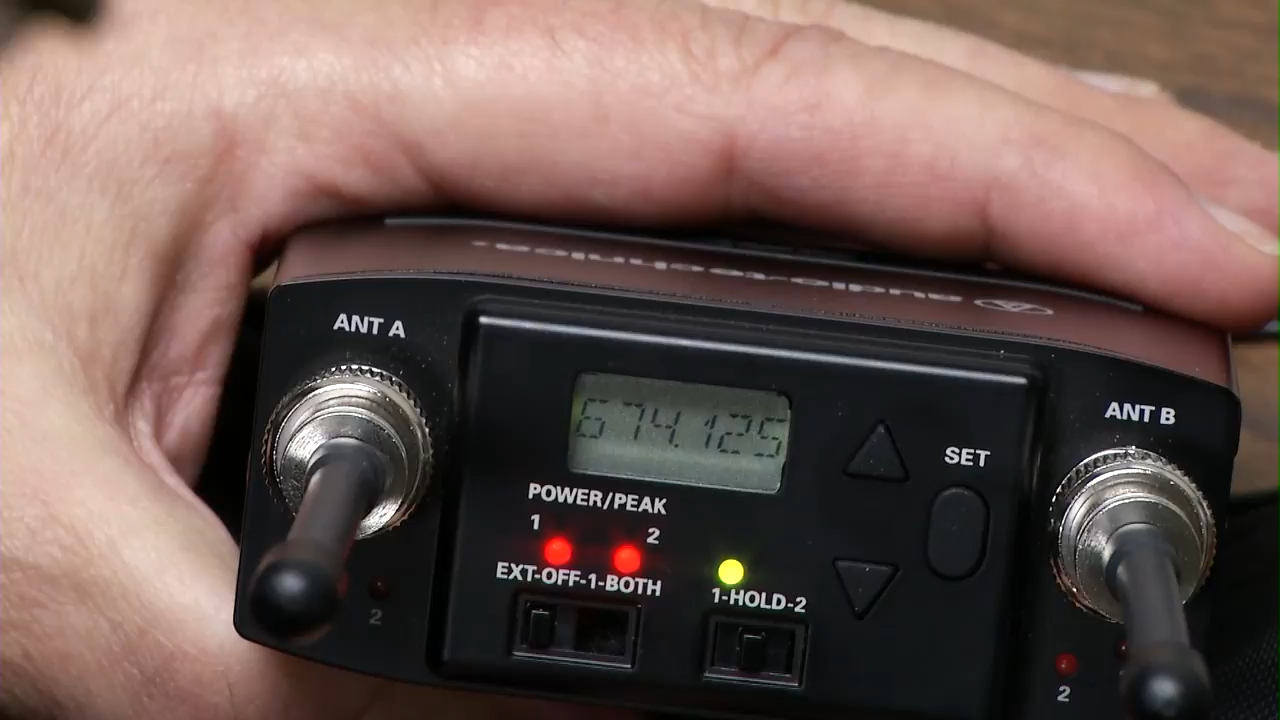 audio-technica
ANT A
ANT B
674.125
SET
POWER/PEAK
1
2
EXT-OFF-1-BOTH
1-HOLD-2
2
2